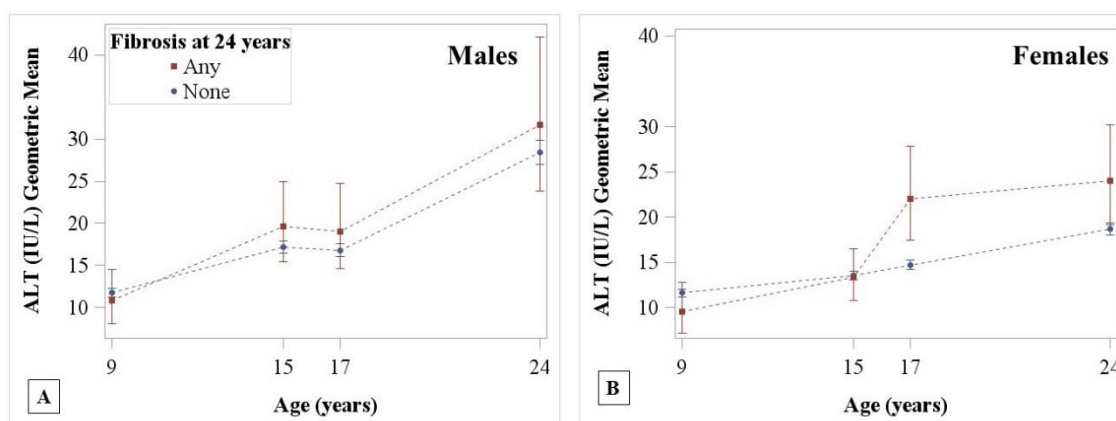 Fibrosis at 24 years
Any
None
Males
40
30
20
10
ALT (IU/L) Geometric Mean
9
15
17
24
Age (years)
A
Females
40
35
30
25
20
15
10
ALT (IU/L) Geometric Mean
9
15
17
24
Age (years)
B